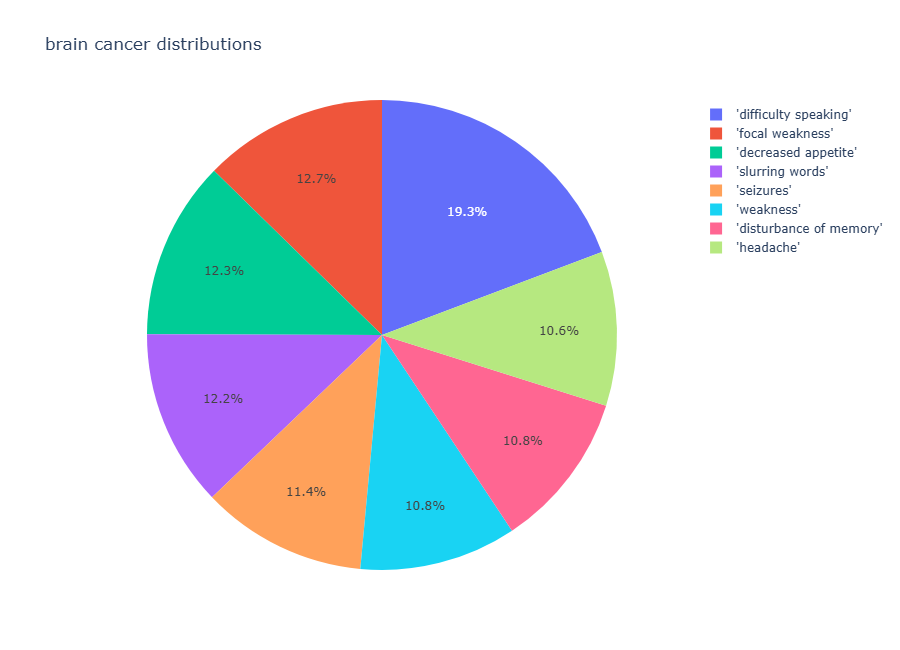 brain cancer distributions
'difficulty speaking'
'focal weakness'
'decreased appetite'
'slurring words'
'seizures'
'weakness'
'disturbance of memory'
'headache'
12.7%
19.3%
12.3%
10.6%
12.2%
10.8%
11.4%
10.8%